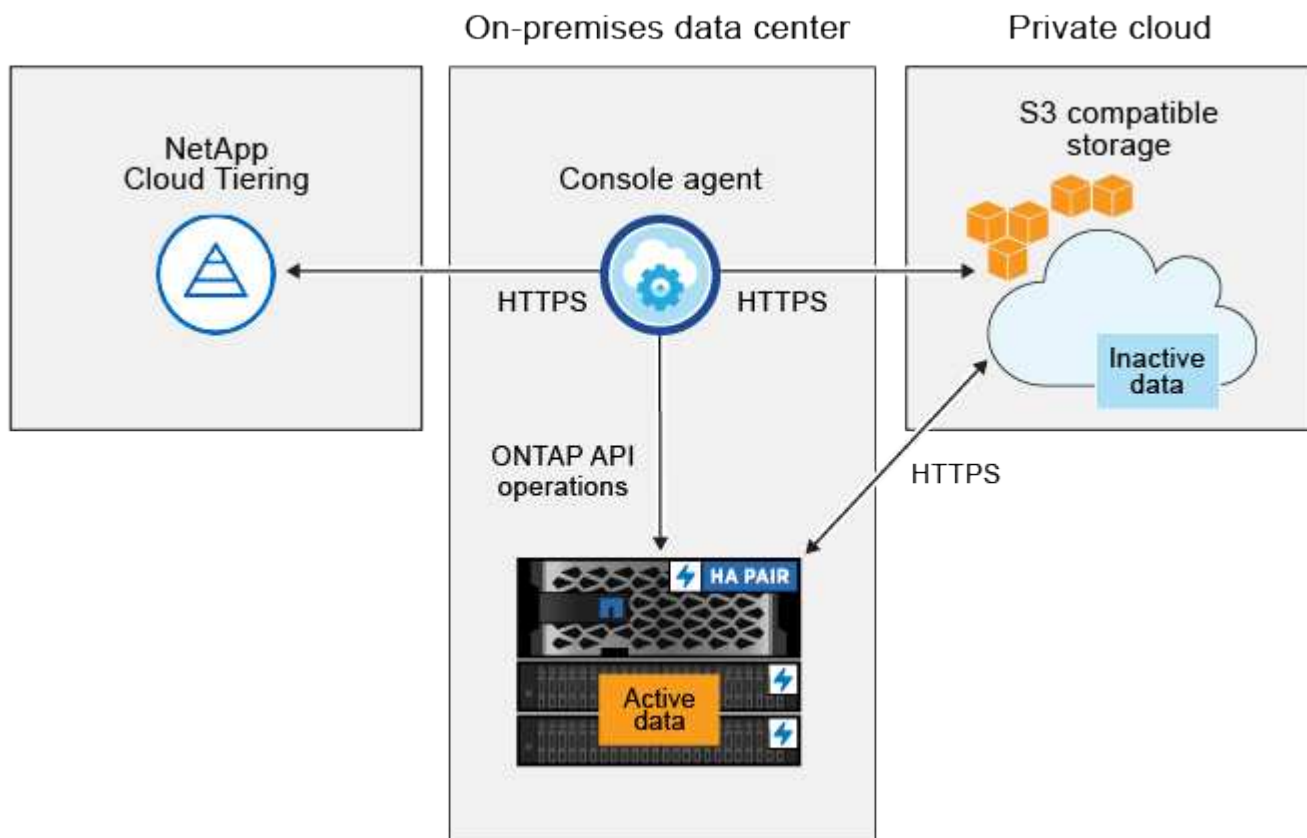 On-premises data center
Private cloud
NetApp
Cloud Tiering
Console agent
S3 compatible
storage
HTTPS
HTTPS
Inactive
data
ONTAP API
operations
HTTPS
HA PAIR
Active
data